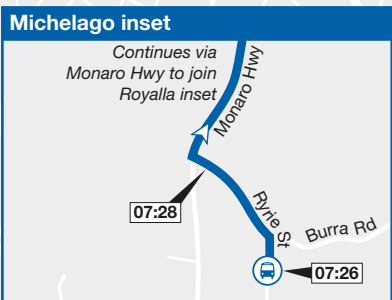 Michelago inset
Continues via
Monaro Hwy to join
Royalla inset
Monaro Hwy
07:28
Ryrie St
Burra Rd
07:26